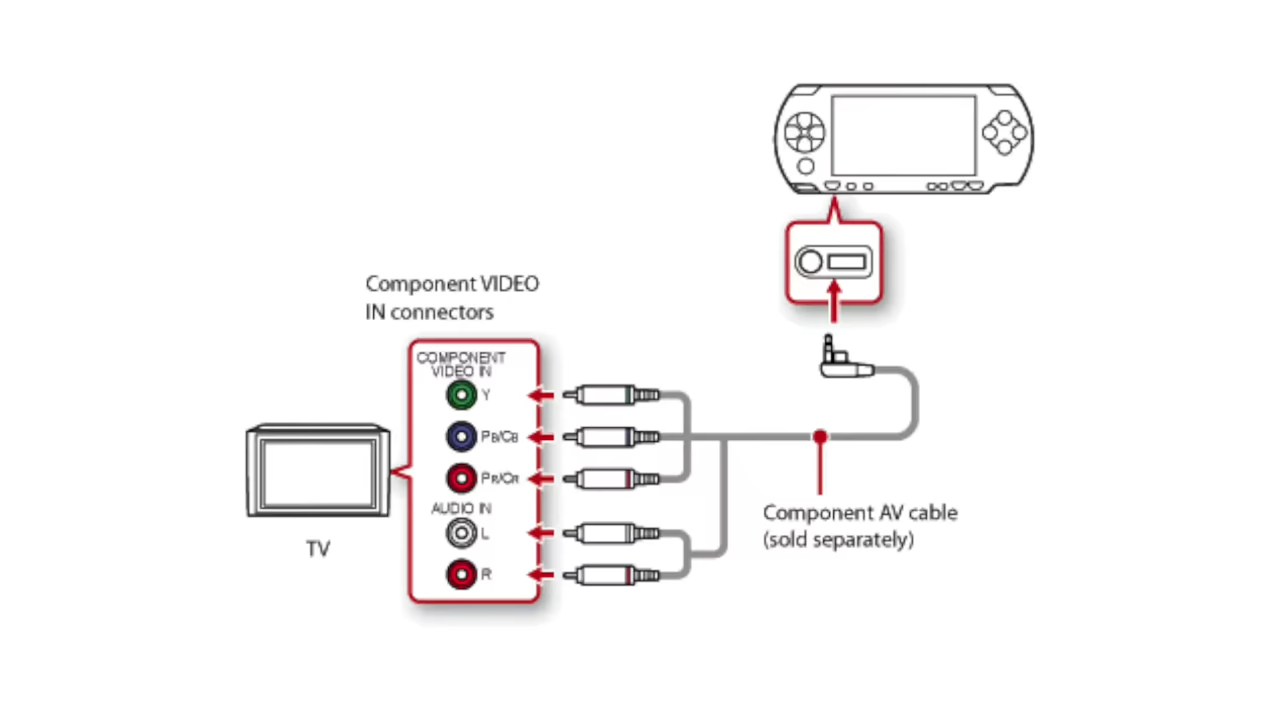 Component VIDEO
IN connectors
COMPONENT
VIDEO IN
Y
PB/CB
PR/CR
AUDIO IN
L
R
TV
Component AV cable
(sold separately)